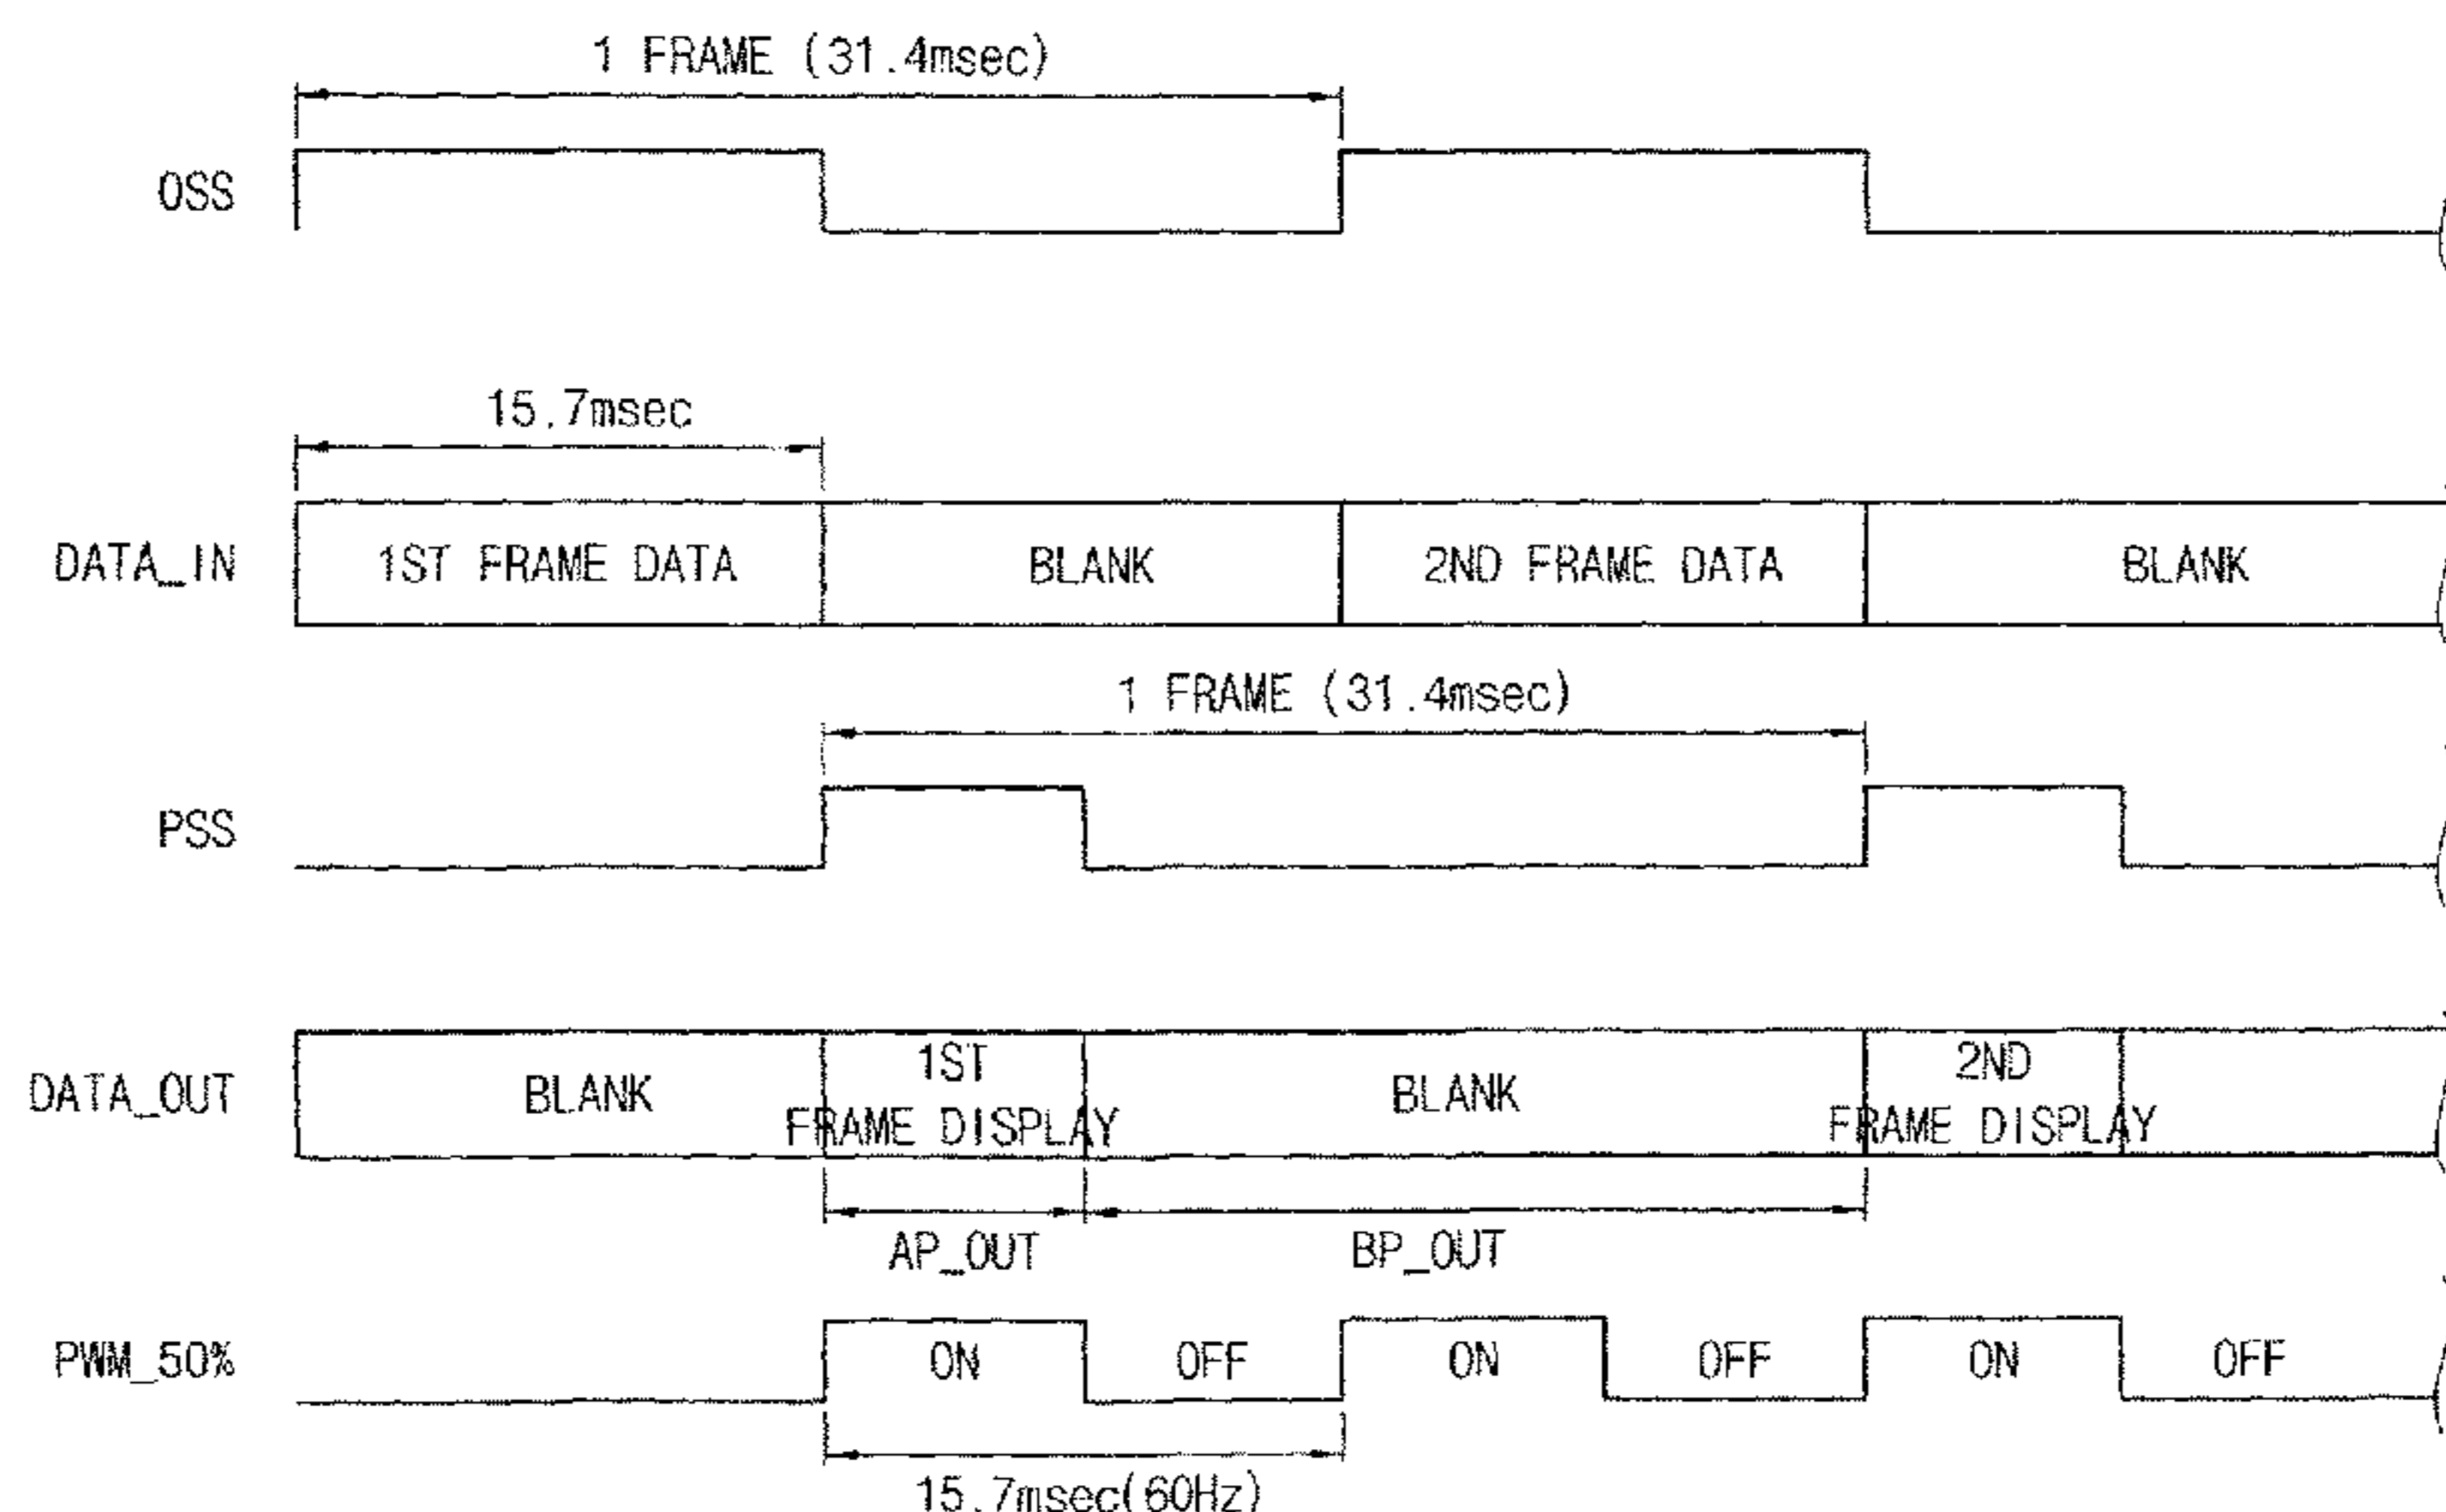 1 FRAME (31.4msec)
OSS
15.7msec
DATA_IN
1ST FRAME DATA
BLANK
2ND FRAME DATA
BLANK
1 FRAME (31.4msec)
PSS
DATA_OUT
BLANK
1ST
FRAME DISPLAY
BLANK
2ND
FRAME DISPLAY
AP_OUT
BP_OUT
PWM_50%
ON
OFF
ON
OFF
ON
OFF
15.7msec(60Hz)